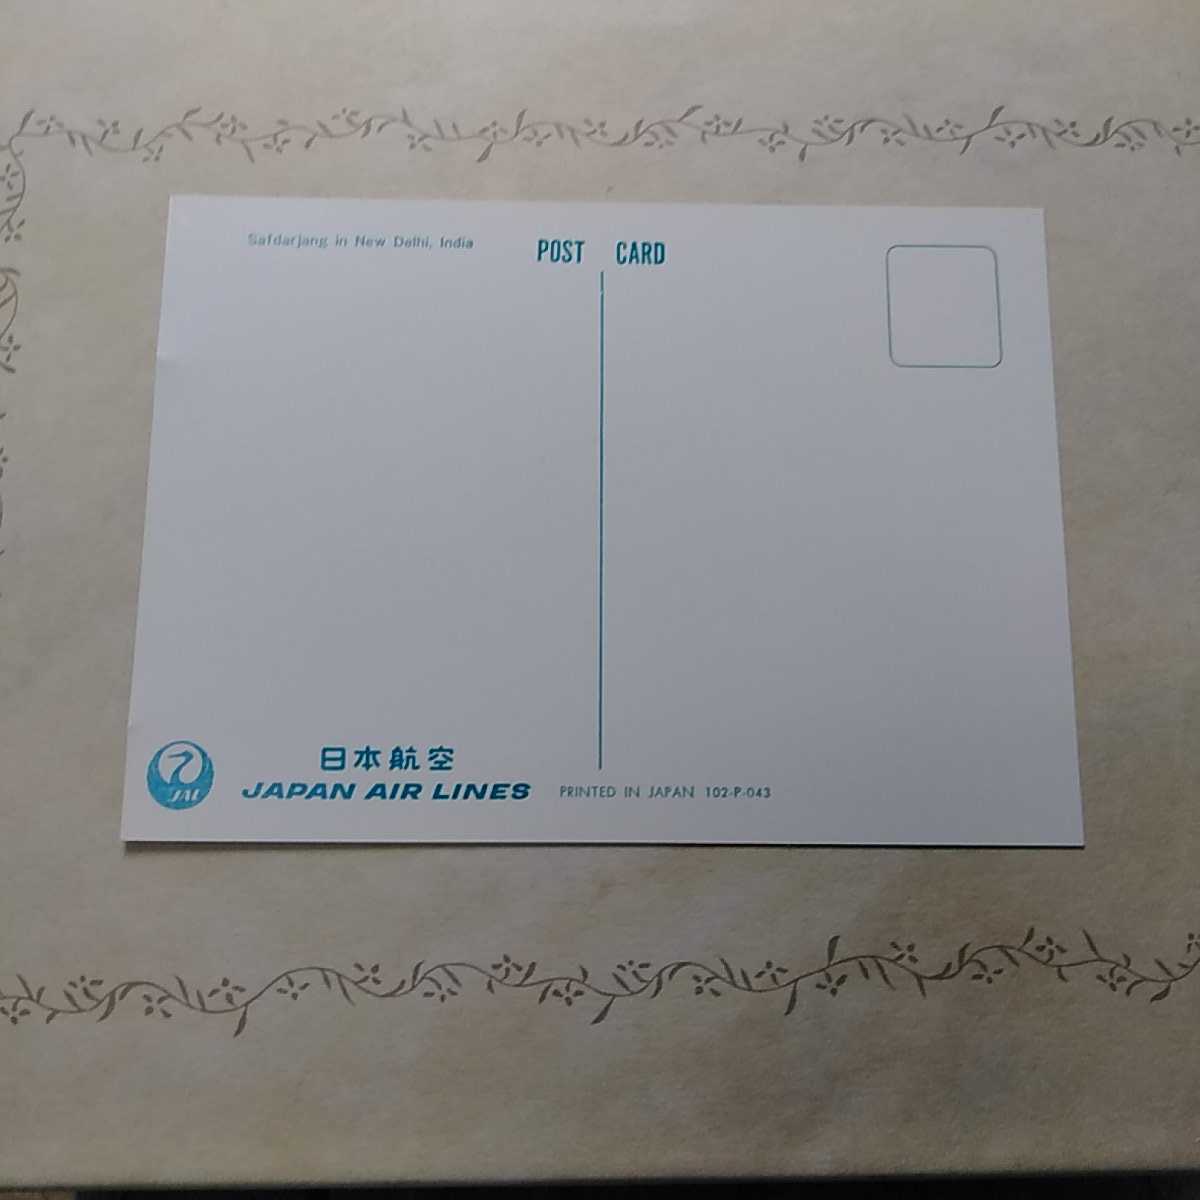 Safdarjang in New Delhi, India
POST CARD
日本航空
JAL
JAPAN AIR LINES
PRINTED IN JAPAN 102-P-043